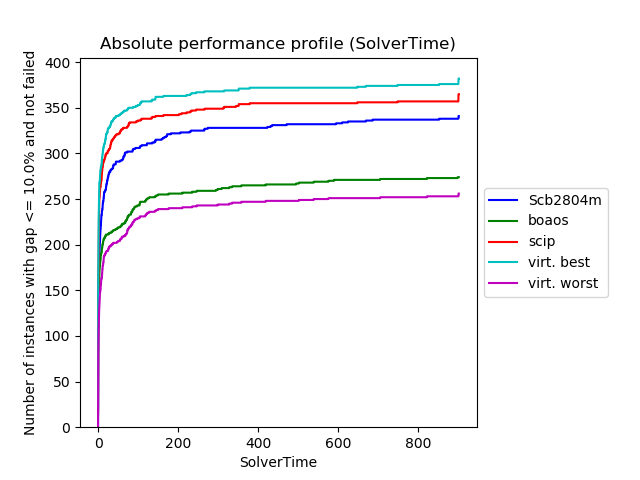 Absolute performance profile (SolverTime)
Number of instances with gap <= 10.0% and not failed
400
350
300
250
200
150
100
50
0
0 200 400 600 800
SolverTime
Scb2804m
boaos
scip
virt. best
virt. worst